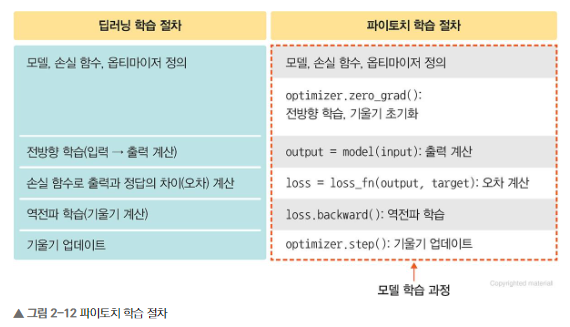 딥러닝 학습 절차
파이토치 학습 절차
모델, 손실 함수, 옵티마이저 정의
모델, 손실 함수, 옵티마이저 정의
optimizer.zero_grad():
전방향 학습, 기울기 초기화
전방향 학습(입력 → 출력 계산)
output = model(input): 출력 계산
손실 함수로 출력과 정답의 차이(오차) 계산
loss = loss_fn(output, target): 오차 계산
역전파 학습(기울기 계산)
loss.backward(): 역전파 학습
기울기 업데이트
optimizer.step(): 기울기 업데이트
Copyrighted material
모델 학습 과정
▲ 그림 2-12 파이토치 학습 절차